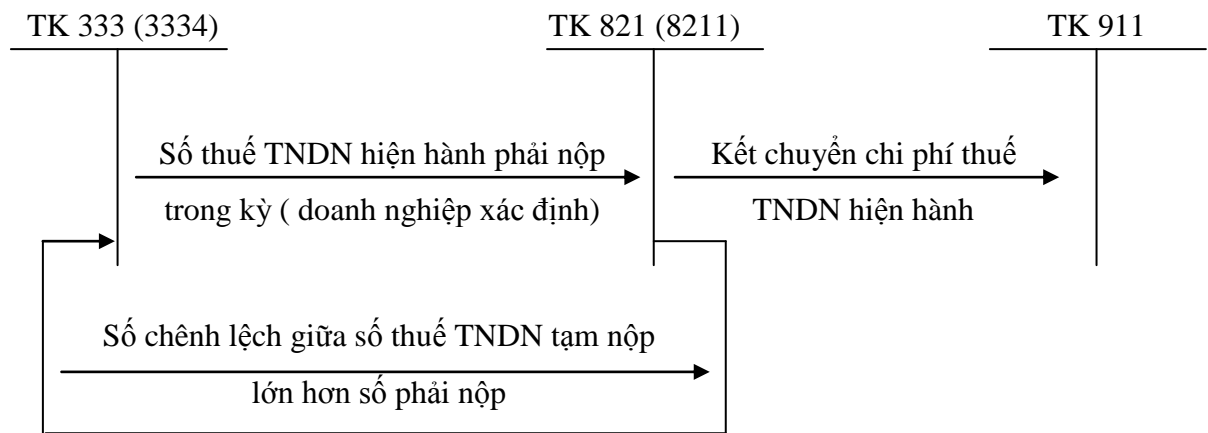 TK 333 (3334)
TK 821 (8211)
TK 911
Số thuế TNDN hiện hành phải nộp
trong kỳ ( doanh nghiệp xác định)
Kết chuyển chi phí thuế
TNDN hiện hành
Số chênh lệch giữa số thuế TNDN tạm nộp
lớn hơn số phải nộp